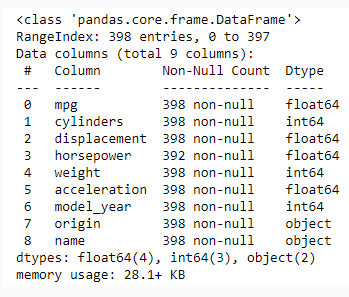 <class 'pandas.core.frame.DataFrame'>
RangeIndex: 398 entries, 0 to 397
Data columns (total 9 columns):
 #   Column        Non-Null Count  Dtype
---  ------        --------------  -----
 0   mpg           398 non-null    float64
 1   cylinders     398 non-null    int64
 2   displacement  398 non-null    float64
 3   horsepower    392 non-null    float64
 4   weight        398 non-null    int64
 5   acceleration  398 non-null    float64
 6   model_year    398 non-null    int64
 7   origin        398 non-null    object
 8   name          398 non-null    object
dtypes: float64(4), int64(3), object(2)
memory usage: 28.1+ KB